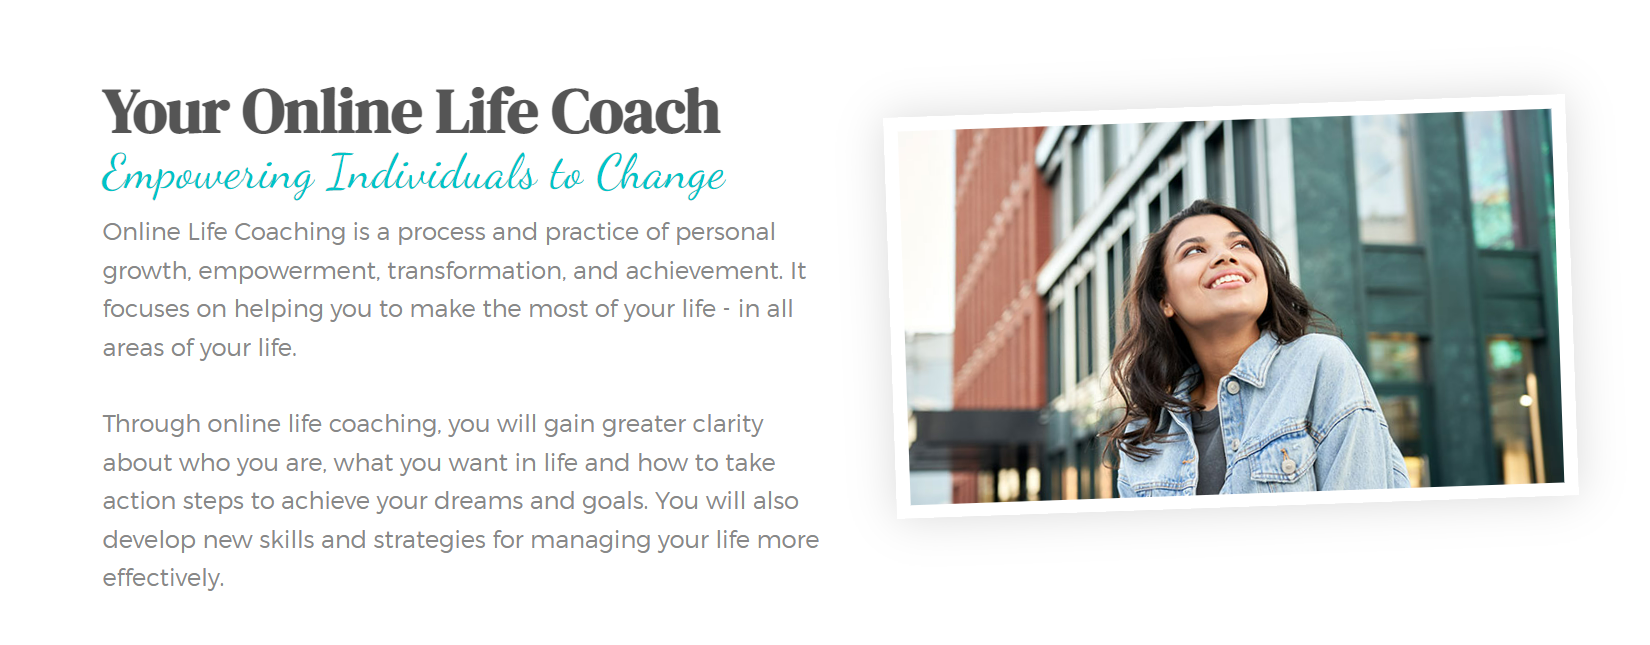 Your Online Life Coach
Empowering Individuals to Change
Online Life Coaching is a process and practice of personal
growth, empowerment, transformation, and achievement. It
focuses on helping you to make the most of your life - in all
areas of your life.
Through online life coaching, you will gain greater clarity
about who you are, what you want in life and how to take
action steps to achieve your dreams and goals. You will also
develop new skills and strategies for managing your life more
effectively.